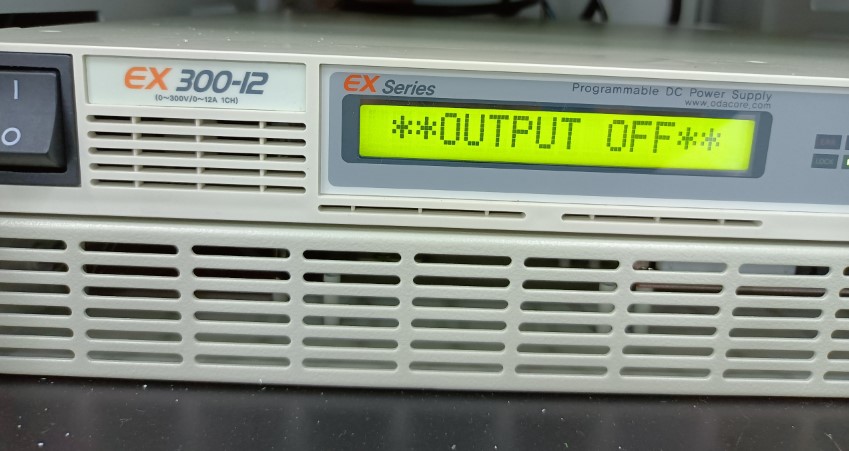 EX 300-12
(0~300V/0~12A 1CH)
EX Series
Programmable DC Power Supply
www.odacore.com
**OUTPUT OFF**
LOCK